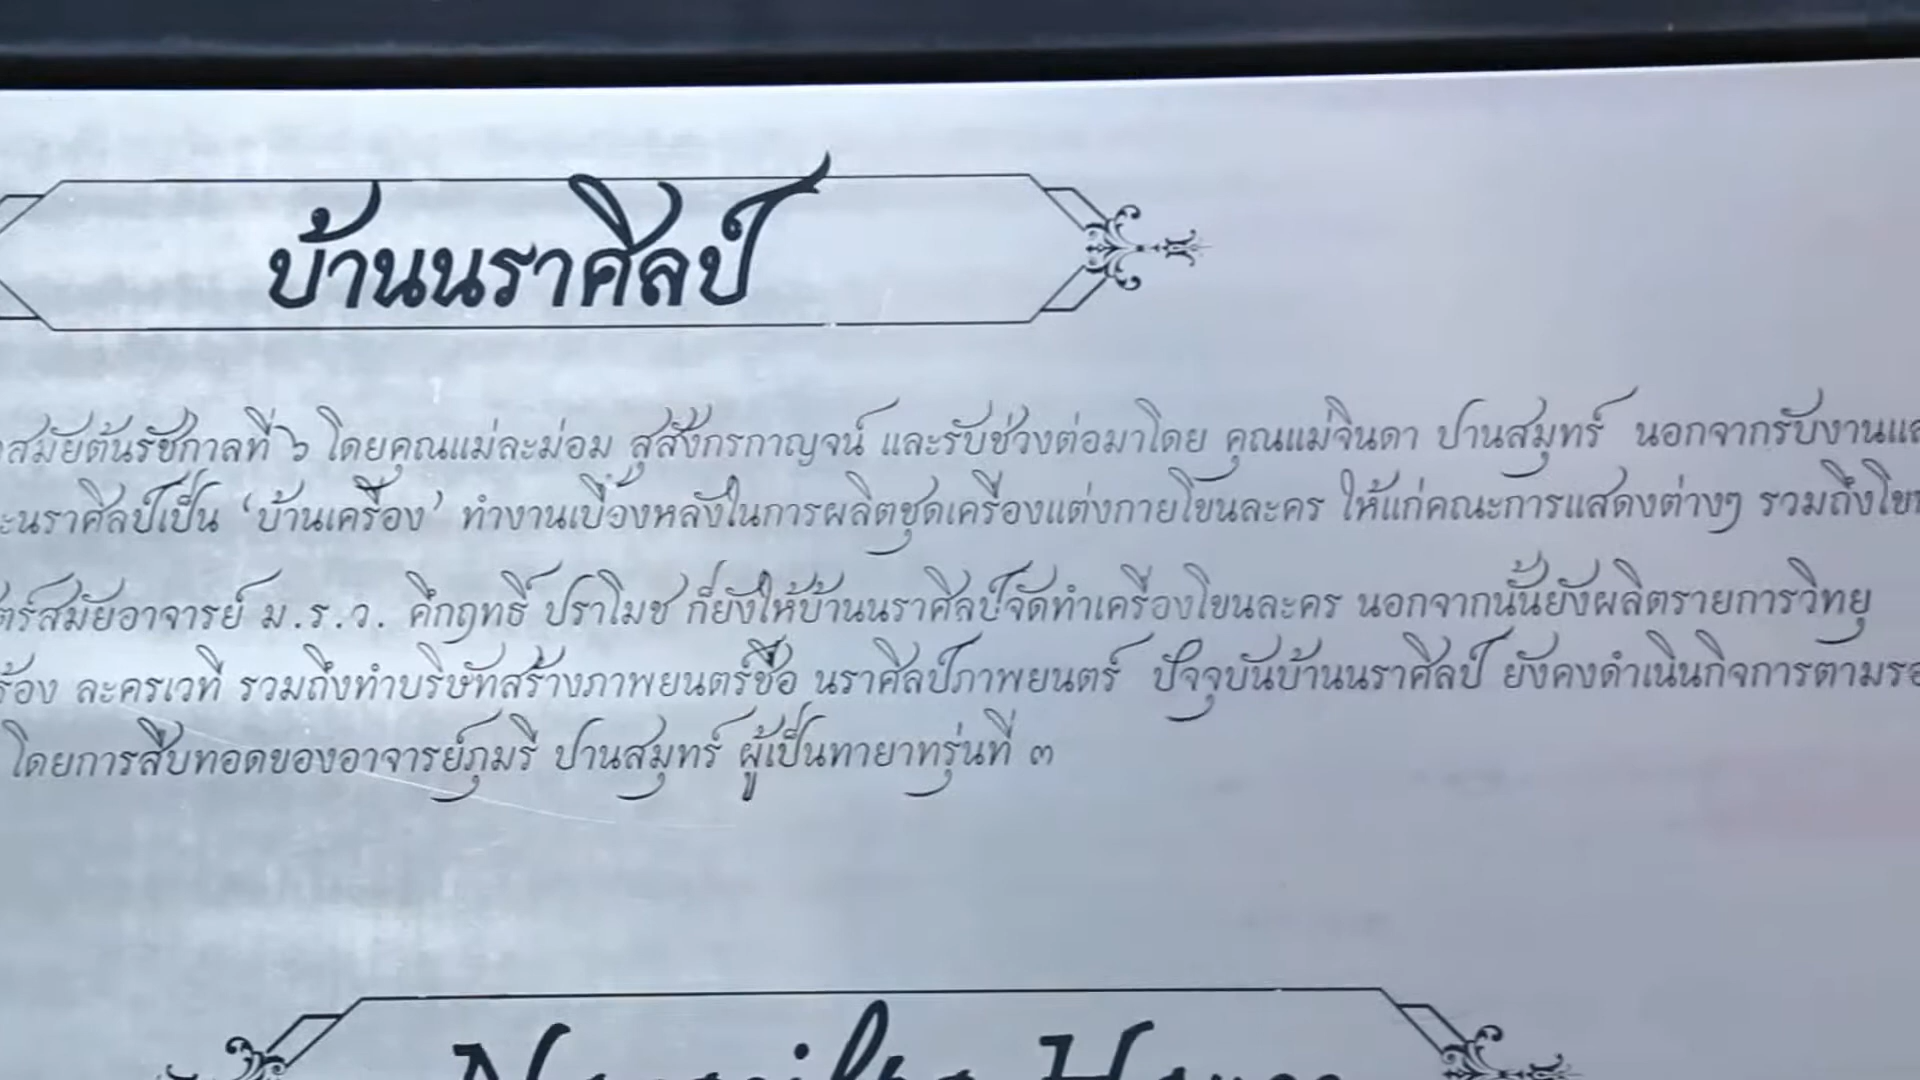 บ้านนราศิลป์
สมัยต้นรัชกาลที่ ๖ โดยคุณแม่ละม่อม สุสังกรกาญจน์ และรับช่วงต่อมาโดย คุณแม่จินดา ปานสมุทร์ นอกจากรับงานแส
ะนราศิลป์เป็น ‘บ้านเครื่อง’ ทำงานเบื้องหลังในการผลิตชุดเครื่องแต่งกายโขนละคร ให้แก่คณะการแสดงต่างๆ รวมถึงโขน
ตร์สมัยอาจารย์ ม.ร.ว. คึกฤทธิ์ ปราโมช ก็ยังให้บ้านนราศิลป์จัดทำเครื่องโขนละคร นอกจากนั้นยังผลิตรายการวิทยุ
ร้อง ละครเวที รวมถึงทำบริษัทสร้างภาพยนตร์ชื่อ นราศิลป์ภาพยนตร์ ปัจจุบันบ้านนราศิลป์ ยังคงดำเนินกิจการตามรอ
โดยการสืบทอดของอาจารย์ภุมรี ปานสมุทร์ ผู้เป็นทายาทรุ่นที่ ๓